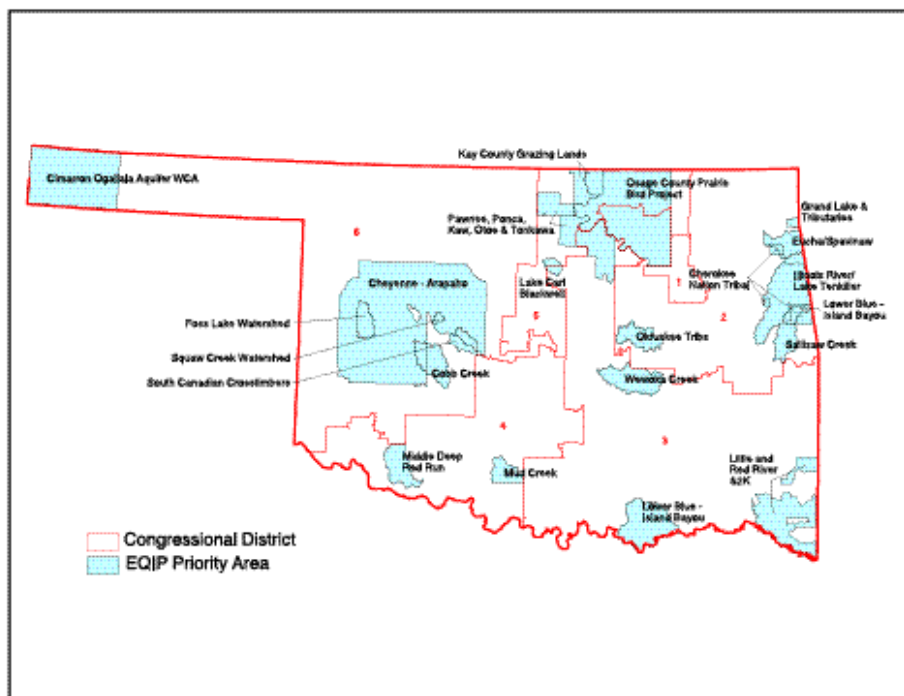 Kay County Grazing Lands
Cimarron Ogallala Aquifer WCA
Osage County Prairie
Bird Project
Grand Lake &
Tributaries
Pawnee, Ponca,
Kaw, Otoe & Tonkawa
Eucha/Spavinaw
6
Cherokee
Nation Tribal
Illinois River/
Lake Tenkiller
Cheyenne - Arapaho
Lake Carl
Blackwell
1
Lower Blue -
Island Bayou
5
2
Foss Lake Watershed
Sallisaw Creek
Squaw Creek Watershed
Cobb Creek
South Canadian Crosstimbers
Wewoka Creek
4
3
Middle Deep
Red Run
Mud Creek
Little and
Red River
Lower Blue -
Island Bayou
Congressional District
EQIP Priority Area